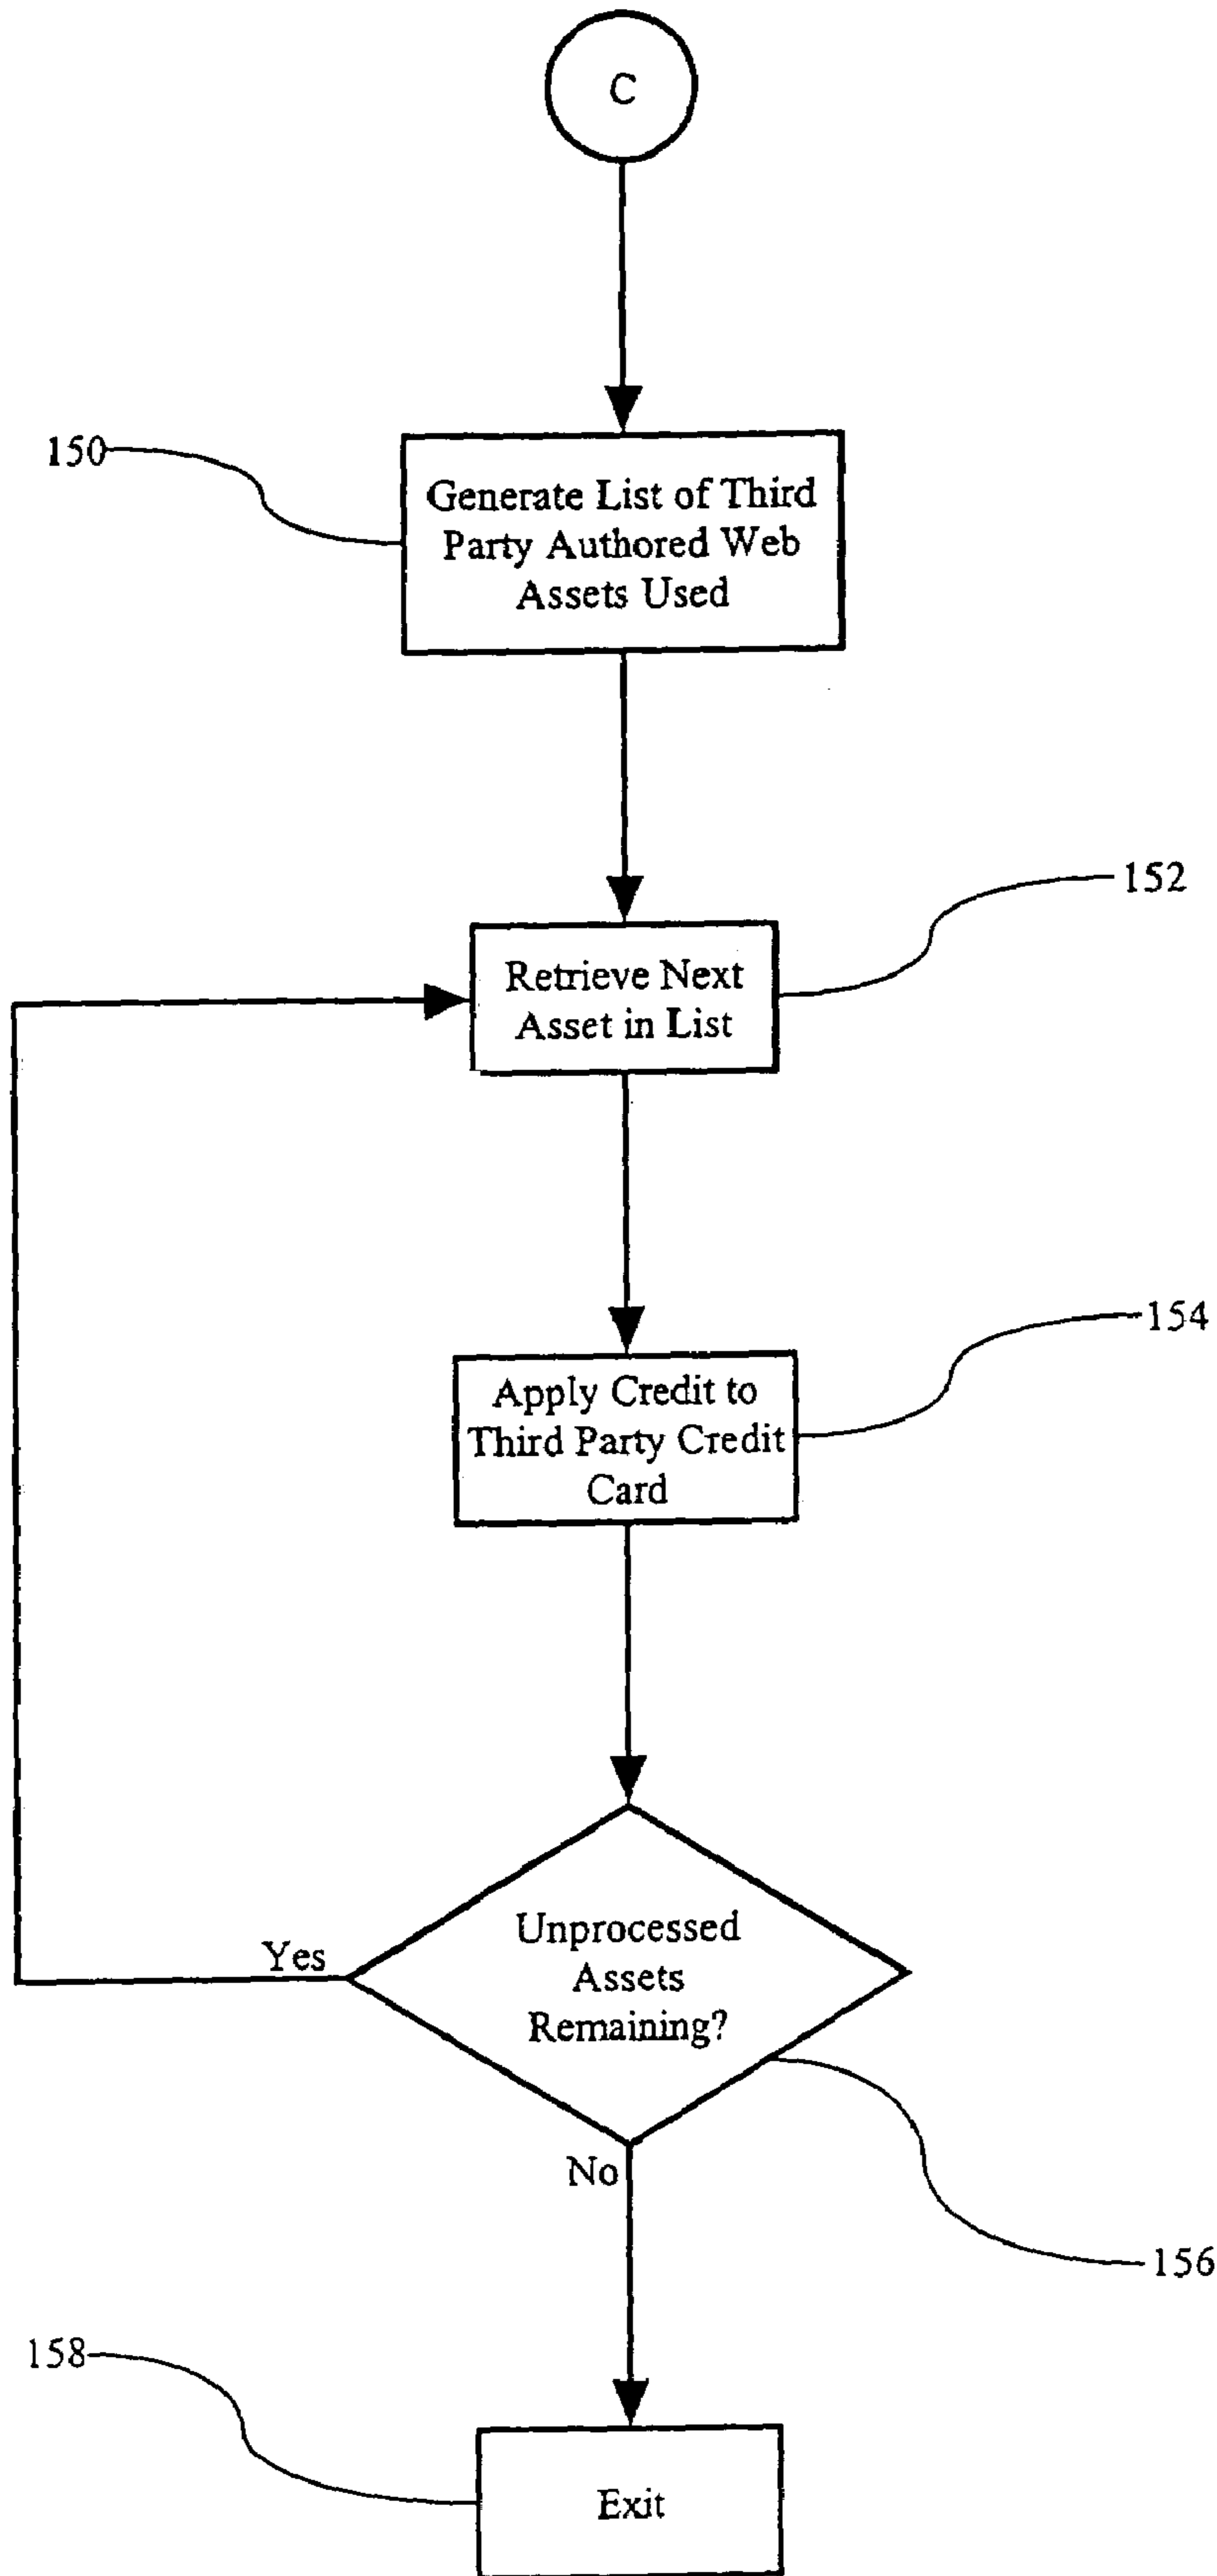 C
150
Generate List of Third
Party Authored Web
Assets Used
152
Retrieve Next
Asset in List
154
Apply Credit to
Third Party Credit
Card
Yes
Unprocessed
Assets
Remaining?
No
156
158
Exit